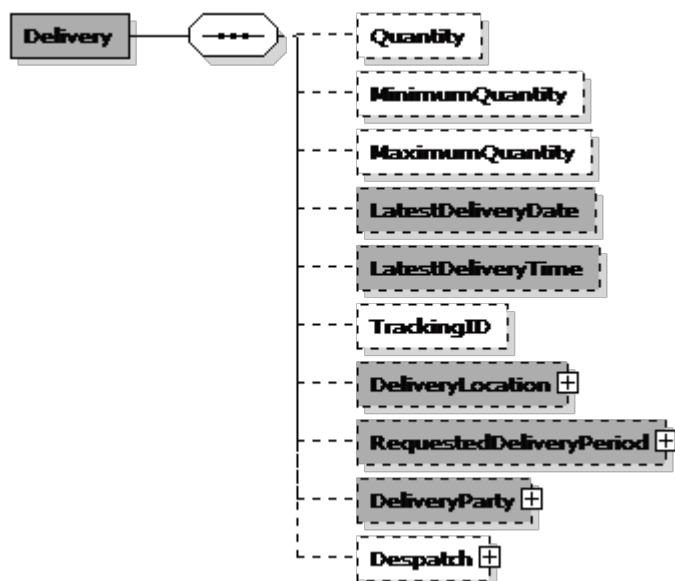 Delivery
Quantity
MinimumQuantity
MaximumQuantity
LatestDeliveryDate
LatestDeliveryTime
TrackingID
DeliveryLocation
RequestedDeliveryPeriod
DeliveryParty
Despatch